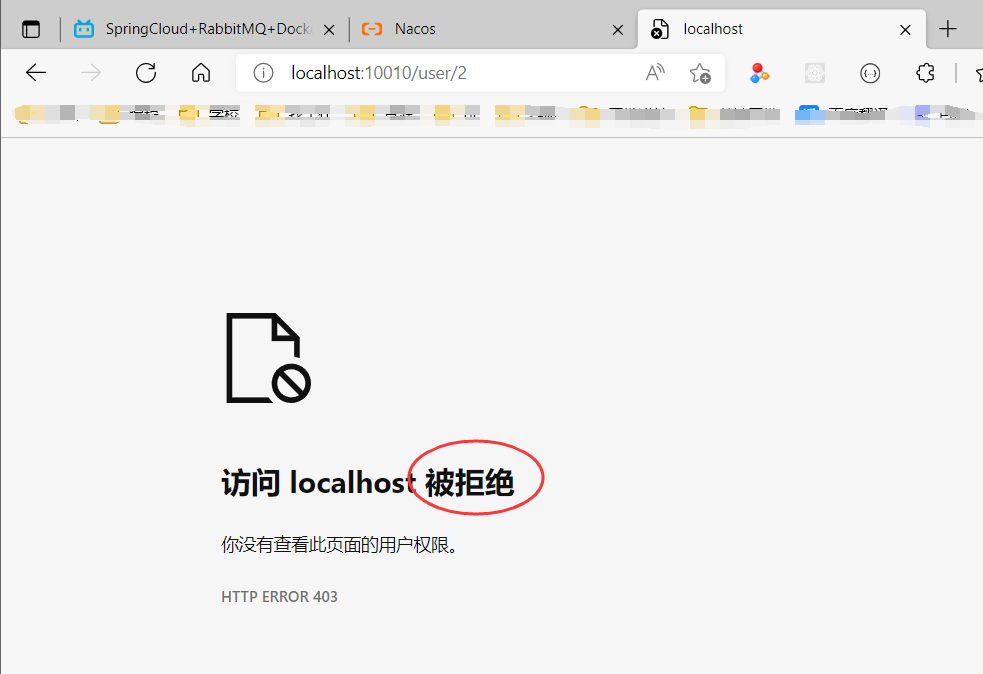 SpringCloud+RabbitMQ+Dock
Nacos
localhost
localhost:10010/user/2
访问 localhost 被拒绝
你没有查看此页面的用户权限。
HTTP ERROR 403